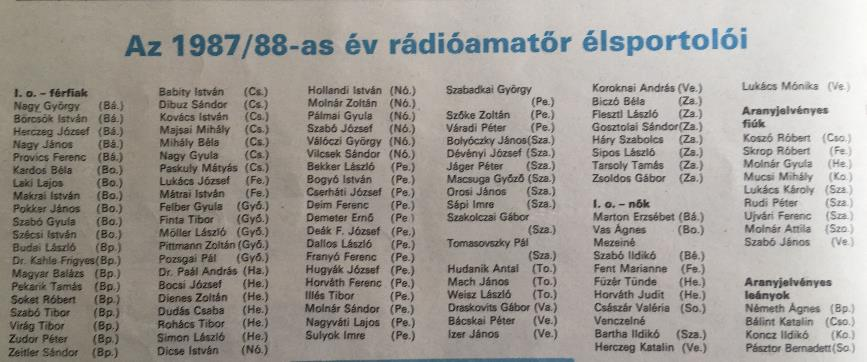 Az 1987/88-as év rádióamatőr élsportolói
I. o. – férfiak
Nagy György (Bá.)
Börcsök István (Bá.)
Herczeg József (Bá.)
Nagy János (Bá.)
Provics Ferenc (Bá.)
Kardos Béla (Bo.)
Laki Lajos (Bo.)
Makrai István (Bo.)
Pokker János (Bo.)
Szabó Gyula (Bo.)
Szécsi István (Bo.)
Budai László (Bp.)
Dr. Kahle Frigyes (Bp.)
Magyar Balázs (Bp.)
Pekarik Tamás (Bp.)
Soket Róbert (Bp.)
Szabó Tibor (Bp.)
Virág Tibor (Bp.)
Zudor Péter (Bp.)
Zeitler Sándor (Bp.)
Babity István (Cs.)
Dibuz Sándor (Cs.)
Kovács István (Cs.)
Majsai Mihály (Cs.)
Mihály Béla (Cs.)
Nagy Gyula (Cs.)
Paskuly Mátyás (Cs.)
Lukács József (Fe.)
Mátrai István (Fe.)
Felber Gyula (Győ.)
Finta Tibor (Győ.)
Möller László (Győ.)
Pittmann Zoltán (Győ.)
Pozsgai Pál (Győ.)
Dr. Paál András (Ha.)
Bocsi József (He.)
Dienes Zoltán (He.)
Dudás Csaba (He.)
Rohács Tibor (He.)
Simon László (He.)
Dicse István (Nó.)
Hollandi István (Nó.)
Molnár Zoltán (Nó.)
Pálmai Gyula (Nó.)
Szabó József (Nó.)
Válóczi György (Nó.)
Vilcsek Sándor (Nó.)
Bekker László (Pe.)
Bogyó István (Pe.)
Cserháti József (Pe.)
Deim Ferenc (Pe.)
Demeter Ernő (Pe.)
Deák F. József (Pe.)
Dallos László (Pe.)
Franyó Ferenc (Pe.)
Hugyák József (Pe.)
Horváth Ferenc (Pe.)
Illés Tibor (Pe.)
Molnár Sándor (Pe.)
Nagyváti Lajos (Pe.)
Sulyok Imre (Pe.)
Szabadkai György
(Pe.)
Szőke Zoltán (Pe.)
Váradi Péter (Pe.)
Bolyóczky János (Sza.)
Dévényi József (Sza.)
Jáger Péter (Sza.)
Macsuga Győző (Sza.)
Orosi János (Sza.)
Sápi Imre (Sza.)
Szakolczai Gábor
(Sza.)
Tomasovszky Pál
(Sza.)
Hudanik Antal (To.)
Mach János (To.)
Weisz László (To.)
Draskovits Gábor (Va.)
Bácskai Péter (Ve.)
Izer János (Ve.)
Koroknai András (Ve.)
Biczó Béla (Za.)
Flesztl László (Za.)
Gosztolai Sándor (Za.)
Háry Szabolcs (Za.)
Sipos László (Za.)
Tarsoly Tamás (Za.)
Zsoldos Gábor (Za.)
I. o. – nők
Marton Erzsébet (Bá.)
Vas Ágnes (Bo.)
Mezeiné
Szabó Ildikó (Bé.)
Fent Marianne (Fe.)
Füzér Tünde (He.)
Horváth Judit (He.)
Császár Valéria (So.)
Venczelné
Bartha Ildikó (Sza.)
Herczeg Katalin (Ve.)
Lukács Mónika (Ve.)
Aranyjelvényes
fiúk
Koszó Róbert (Cso.)
Skrop Róbert (Fe.)
Molnár Gyula (He.)
Mucsi Mihály (Ko.)
Lukács Károly (Sza.)
Rudi Péter (Sza.)
Ujvári Ferenc (Sza.)
Molnár Attila (Szo.)
Szabó János (Ve.)
Aranyjelvényes
leányok
Németh Ágnes (Bp.)
Bálint Katalin (Cso.)
Koncz Ildikó (Bo.)
Pásztor Bernadett (So.)